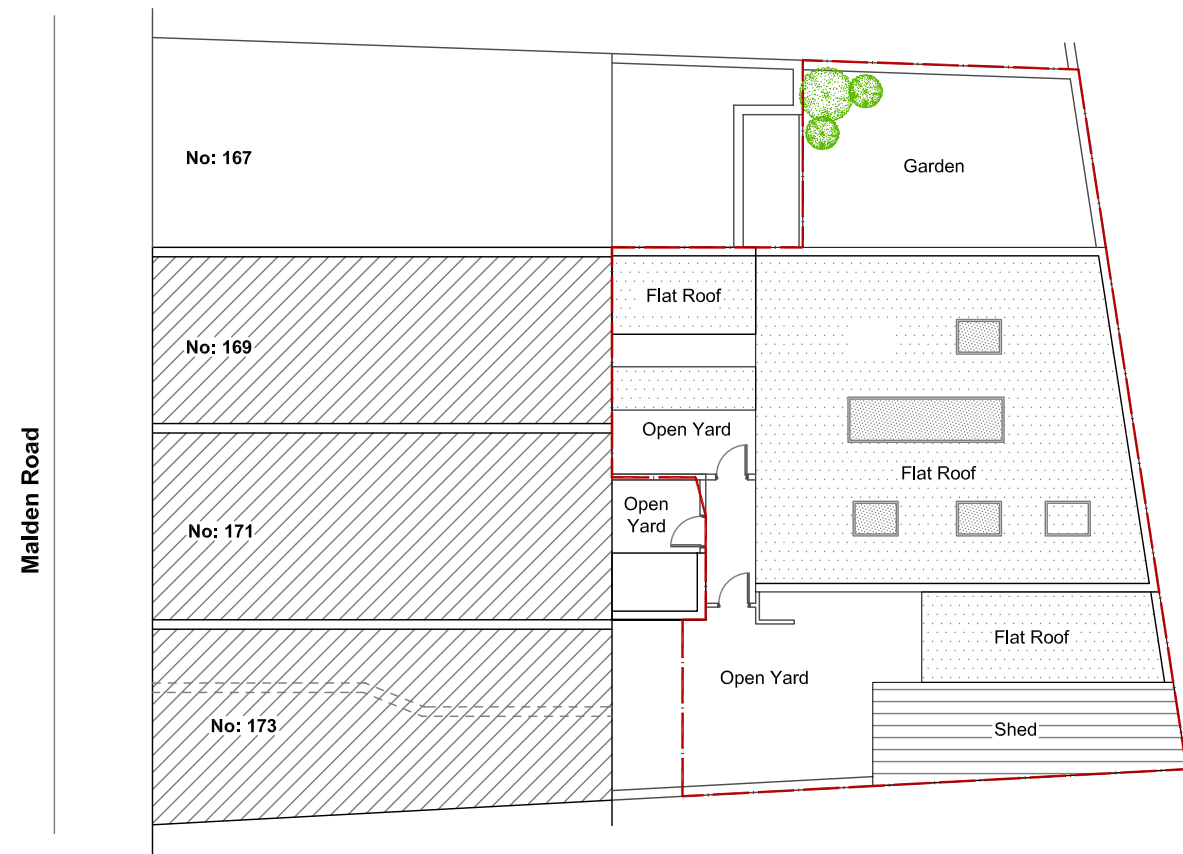 No: 167
Garden
Flat Roof
No: 169
Open Yard
Malden Road
Flat Roof
Open
Yard
No: 171
Flat Roof
Open Yard
No: 173
Shed